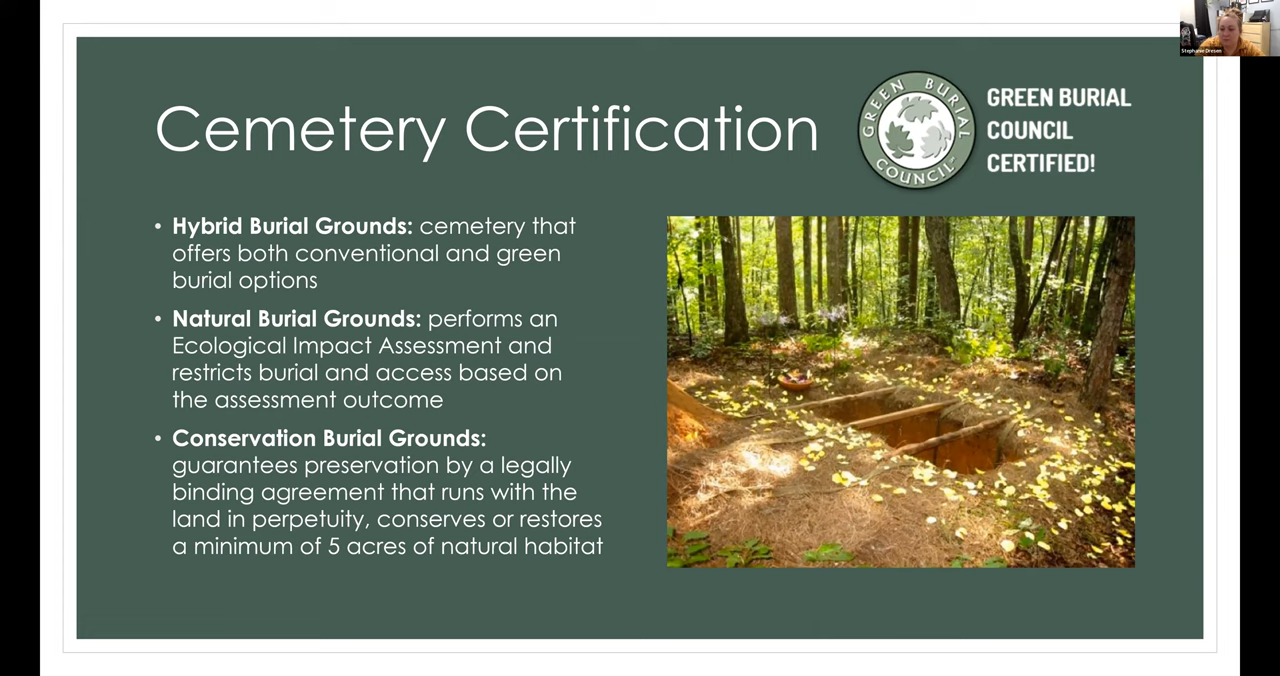 Cemetery Certification
GREEN BURIAL COUNCIL
GREEN BURIAL
COUNCIL
CERTIFIED!
• Hybrid Burial Grounds: cemetery that
offers both conventional and green
burial options
• Natural Burial Grounds: performs an
Ecological Impact Assessment and
restricts burial and access based on
the assessment outcome
• Conservation Burial Grounds:
guarantees preservation by a legally
binding agreement that runs with the
land in perpetuity, conserves or restores
a minimum of 5 acres of natural habitat
Stephanie Dresen